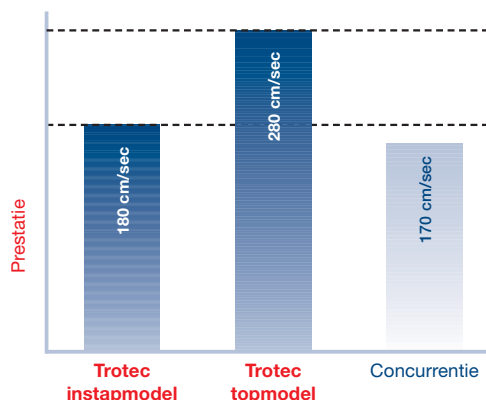 Prestatie
180 cm/sec
280 cm/sec
170 cm/sec
Trotec
instapmodel
Trotec
topmodel
Concurrentie